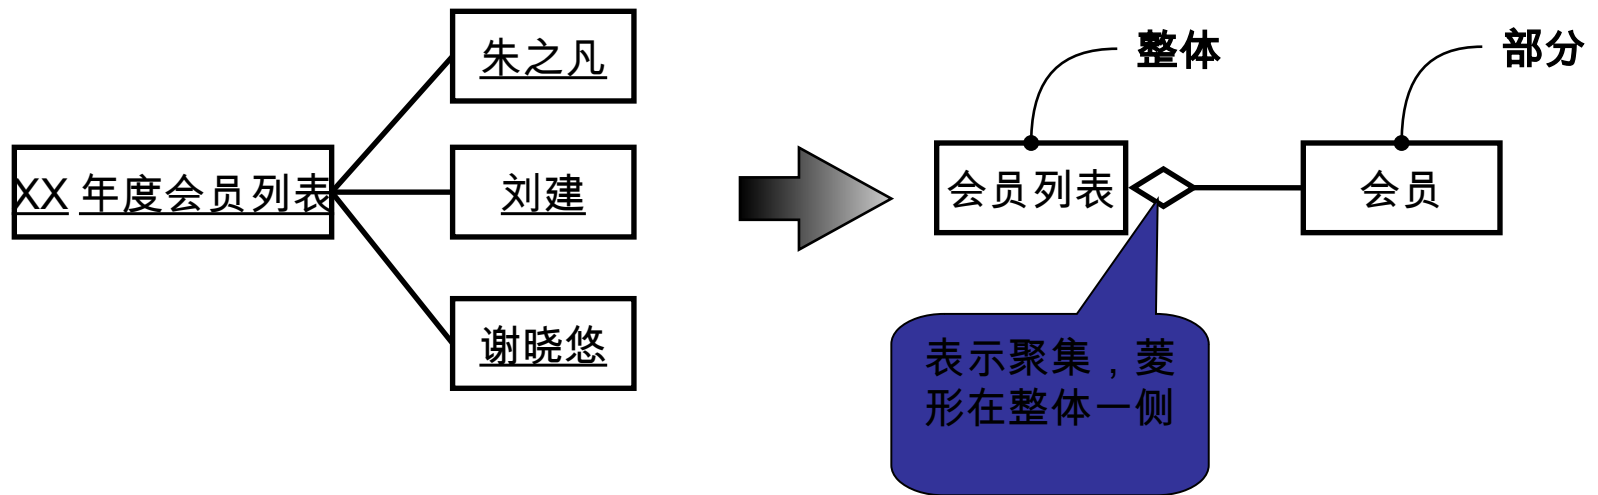 朱之凡
XX 年度会员列表
刘建
谢晓悠
整体
部分
会员列表
会员
表示聚集，菱
形在整体一侧